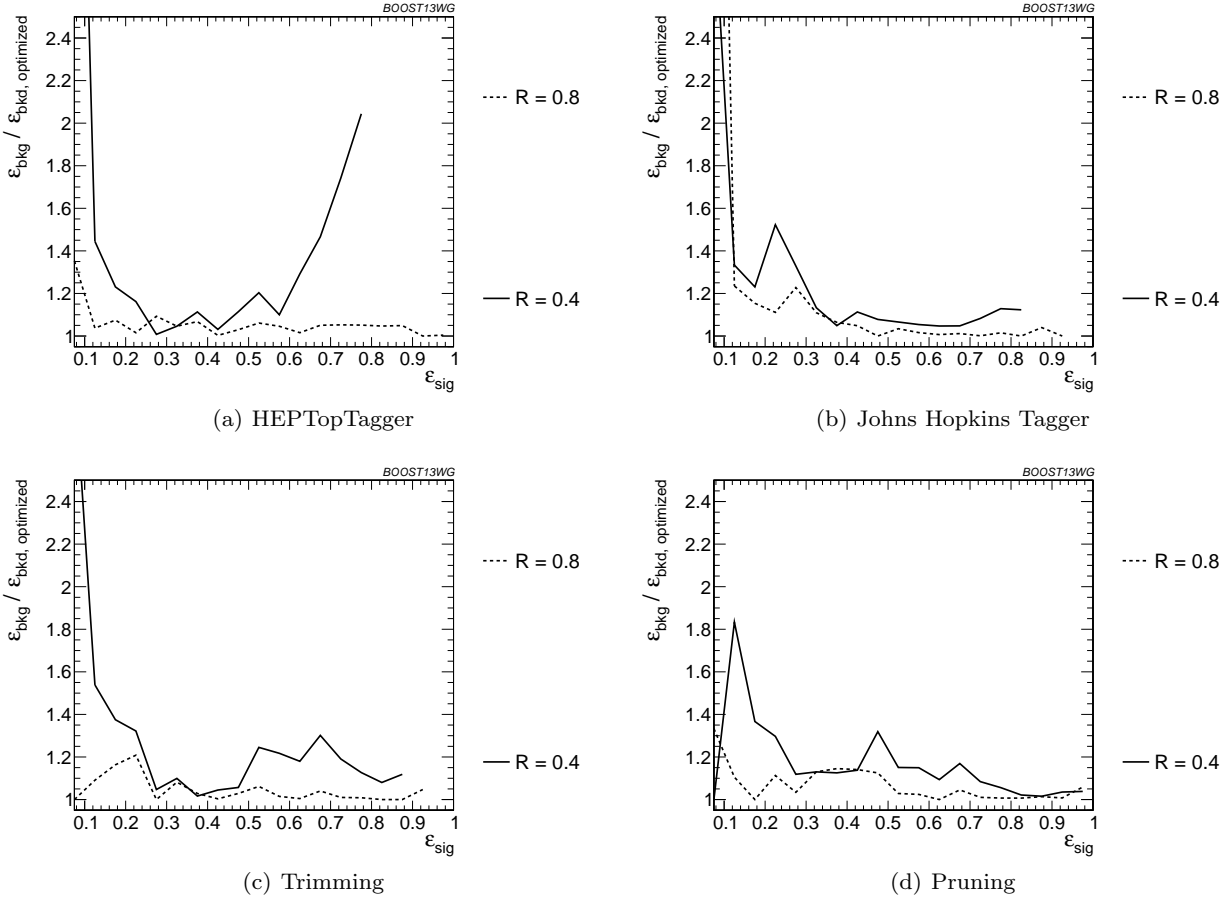 BOOST13WG
ε_bkg / ε_bkd, optimized
2.4
2.2
2
1.8
1.6
1.4
1.2
1
0.1 0.2 0.3 0.4 0.5 0.6 0.7 0.8 0.9 1
ε_sig
R = 0.8
R = 0.4
(a) HEPTopTagger
BOOST13WG
ε_bkg / ε_bkd, optimized
2.4
2.2
2
1.8
1.6
1.4
1.2
1
0.1 0.2 0.3 0.4 0.5 0.6 0.7 0.8 0.9 1
ε_sig
R = 0.8
R = 0.4
(b) Johns Hopkins Tagger
BOOST13WG
ε_bkg / ε_bkd, optimized
2.4
2.2
2
1.8
1.6
1.4
1.2
1
0.1 0.2 0.3 0.4 0.5 0.6 0.7 0.8 0.9 1
ε_sig
R = 0.8
R = 0.4
(c) Trimming
BOOST13WG
ε_bkg / ε_bkd, optimized
2.4
2.2
2
1.8
1.6
1.4
1.2
1
0.1 0.2 0.3 0.4 0.5 0.6 0.7 0.8 0.9 1
ε_sig
R = 0.8
R = 0.4
(d) Pruning